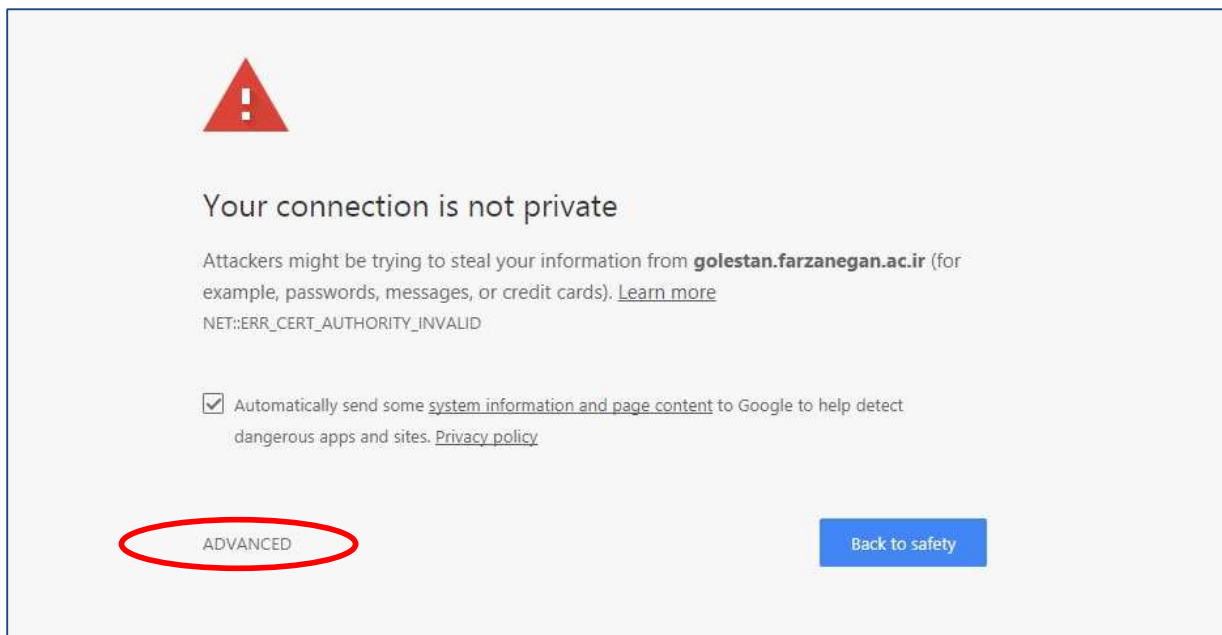 Your connection is not private
Attackers might be trying to steal your information from golestan.farzanegan.ac.ir (for
example, passwords, messages, or credit cards). Learn more
NET::ERR_CERT_AUTHORITY_INVALID
Automatically send some system information and page content to Google to help detect
dangerous apps and sites. Privacy policy
ADVANCED
Back to safety